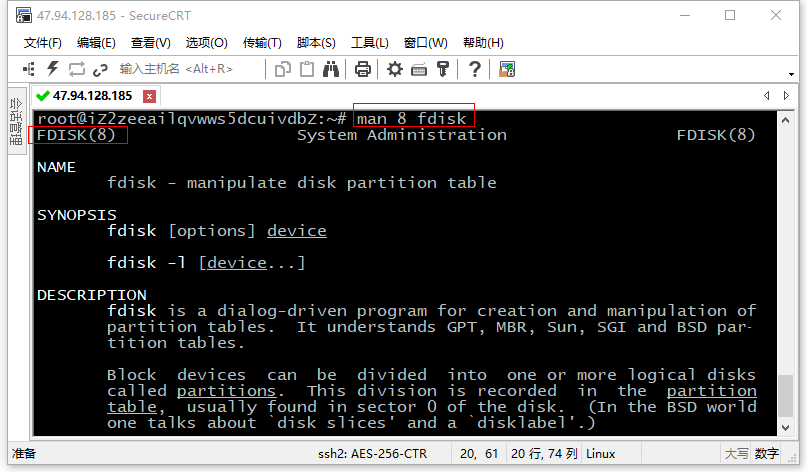 47.94.128.185 - SecureCRT
文件(F) 编辑(E) 查看(V) 选项(O) 传输(T) 脚本(S) 工具(L) 窗口(W) 帮助(H)
输入主机名 <Alt+R>
会话管理
47.94.128.185
root@iZ2zeeailqvwws5dcuivdbZ:~# man 8 fdisk
FDISK(8) System Administration FDISK(8)
NAME
fdisk - manipulate disk partition table
SYNOPSIS
fdisk [options] device
fdisk -l [device...]
DESCRIPTION
fdisk is a dialog-driven program for creation and manipulation of
partition tables. It understands GPT, MBR, Sun, SGI and BSD par-
tition tables.
Block devices can be divided into one or more logical disks
called partitions. This division is recorded in the partition
table, usually found in sector 0 of the disk. (In the BSD world
one talks about `disk slices' and a `disklabel'.)
准备 ssh2: AES-256-CTR 20, 61 20 行, 74 列 Linux 大写 数字